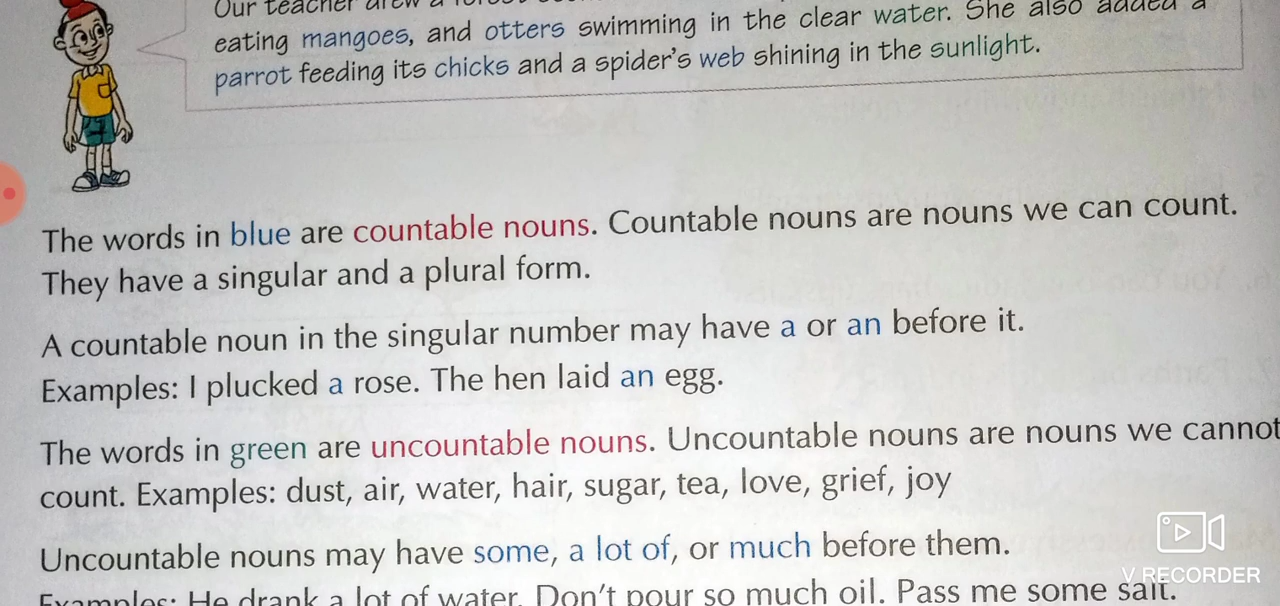 Our teacher drew a forest
eating mangoes, and otters swimming in the clear water. She also added a
parrot feeding its chicks and a spider's web shining in the sunlight.
The words in blue are countable nouns. Countable nouns are nouns we can count.
They have a singular and a plural form.
A countable noun in the singular number may have a or an before it.
Examples: I plucked a rose. The hen laid an egg.
The words in green are uncountable nouns. Uncountable nouns are nouns we cannot
count. Examples: dust, air, water, hair, sugar, tea, love, grief, joy
Uncountable nouns may have some, a lot of, or much before them.
Examples: He drank a lot of water. Don't pour so much oil. Pass me some salt.
V RECORDER